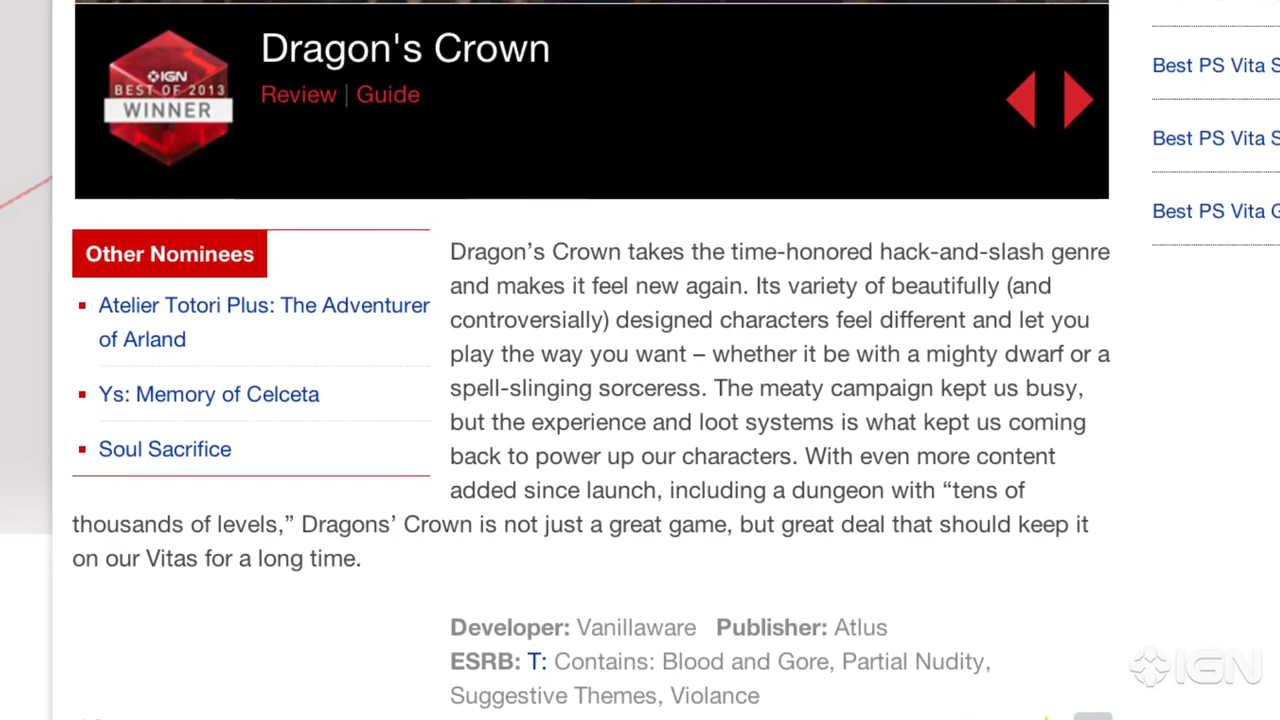 Dragon's Crown
IGN
BEST OF 2013
WINNER
Review | Guide
Best PS Vita S
Best PS Vita S
Best PS Vita G
Other Nominees
Atelier Totori Plus: The Adventurer
of Arland
Ys: Memory of Celceta
Soul Sacrifice
Dragon’s Crown takes the time-honored hack-and-slash genre
and makes it feel new again. Its variety of beautifully (and
controversially) designed characters feel different and let you
play the way you want – whether it be with a mighty dwarf or a
spell-slinging sorceress. The meaty campaign kept us busy,
but the experience and loot systems is what kept us coming
back to power up our characters. With even more content
added since launch, including a dungeon with “tens of
thousands of levels,” Dragons’ Crown is not just a great game, but great deal that should keep it
on our Vitas for a long time.
Developer: Vanillaware Publisher: Atlus
ESRB: T: Contains: Blood and Gore, Partial Nudity,
Suggestive Themes, Violance
IGN